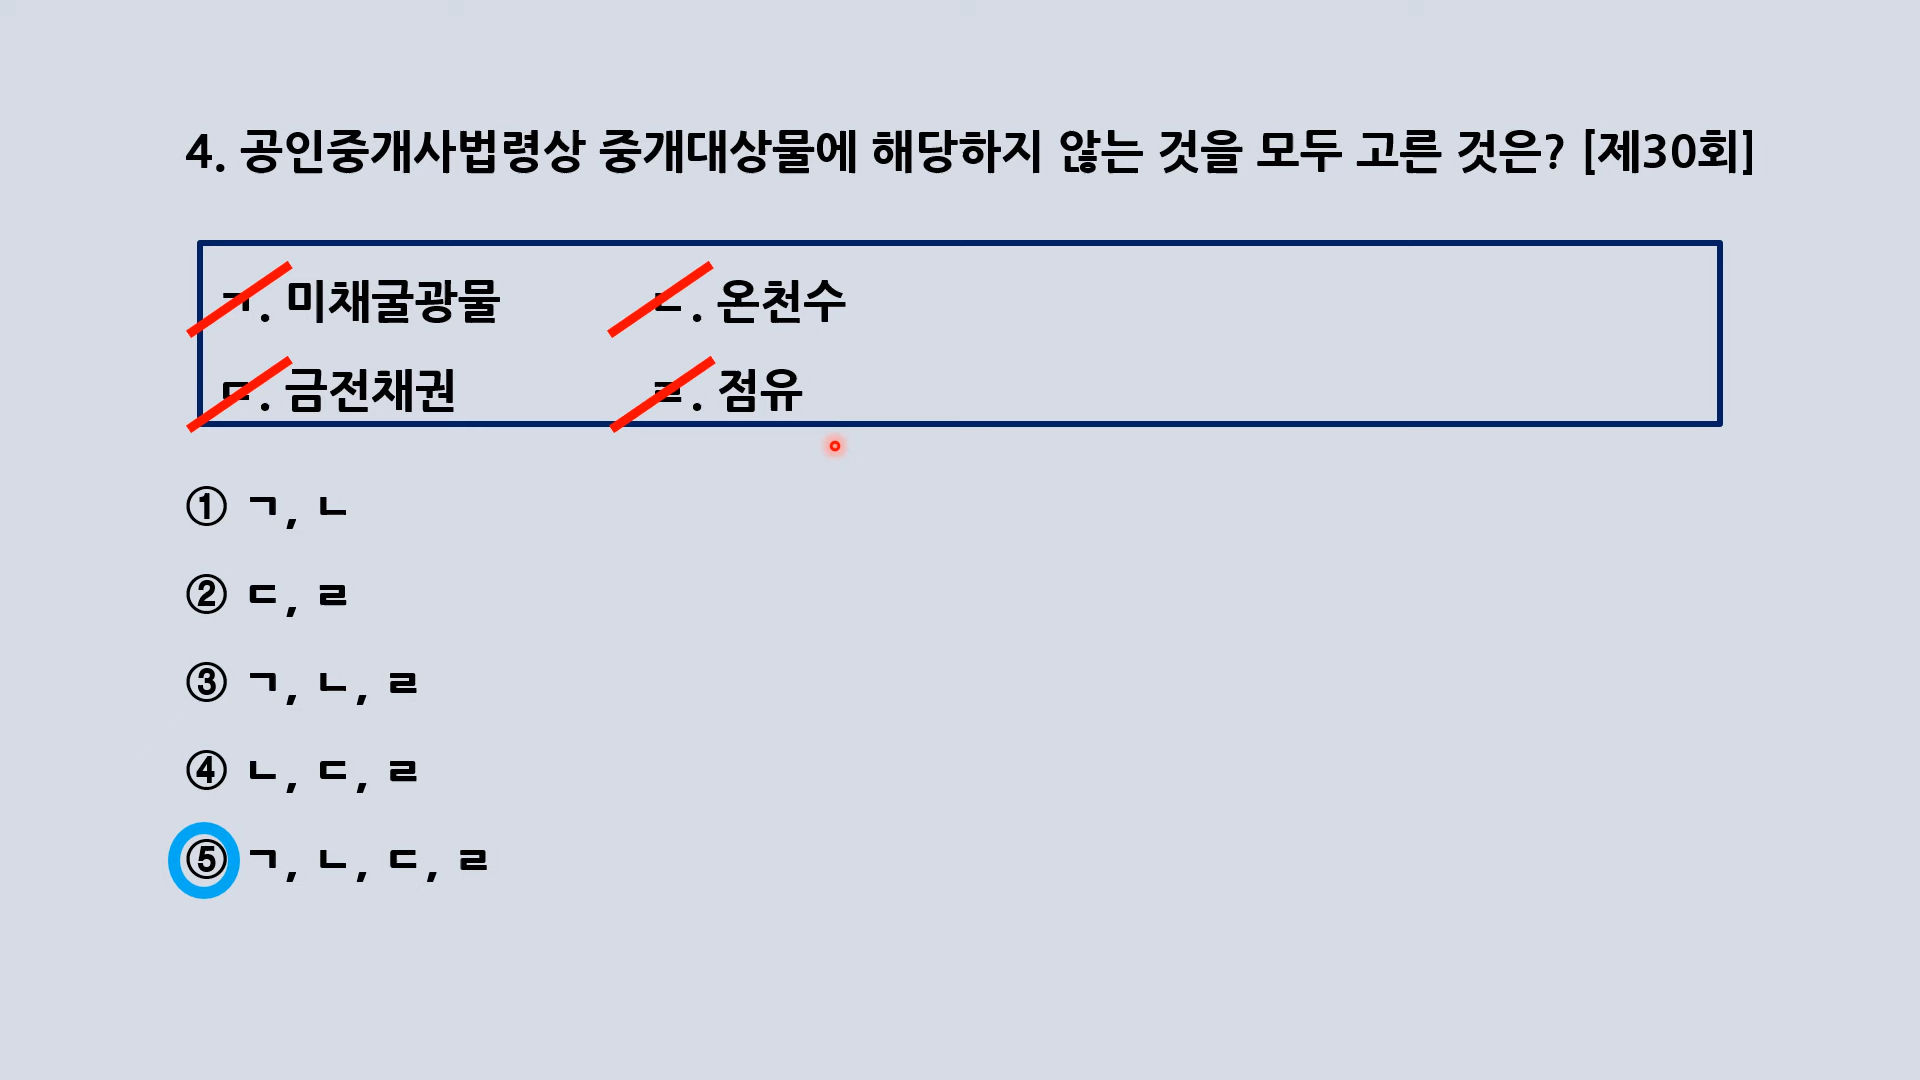 4. 공인중개사법령상 중개대상물에 해당하지 않는 것을 모두 고른 것은? [제30회]
ㄱ. 미채굴광물 ㄴ. 온천수
ㄷ. 금전채권 ㄹ. 점유
① ㄱ, ㄴ
② ㄷ, ㄹ
③ ㄱ, ㄴ, ㄹ
④ ㄴ, ㄷ, ㄹ
⑤ ㄱ, ㄴ, ㄷ, ㄹ